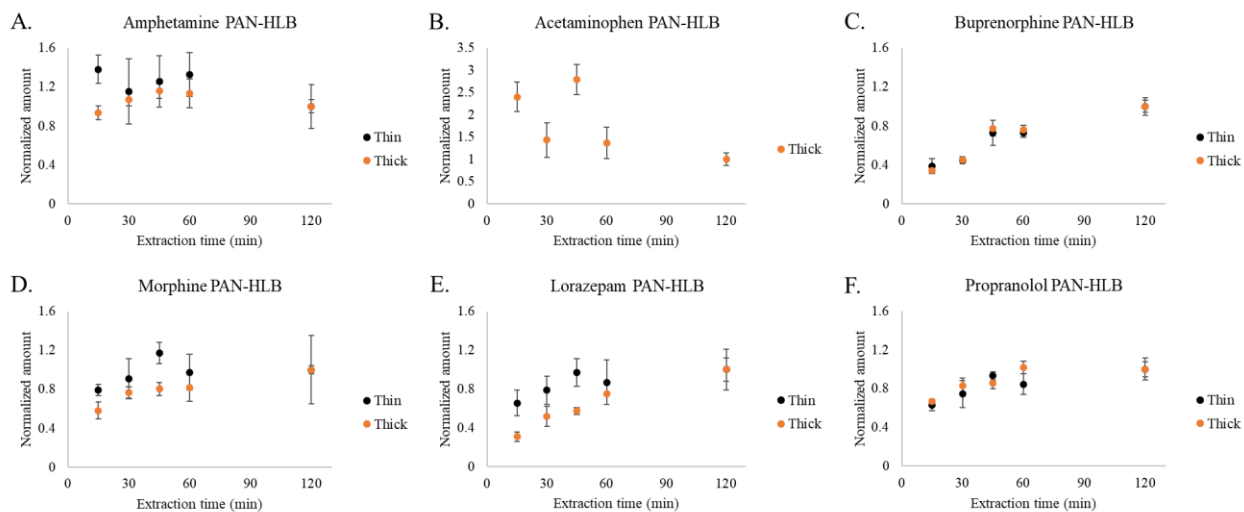 A.
Amphetamine PAN-HLB
Normalized amount
1.6
1.2
0.8
0.4
0
0 30 60 90 120
Extraction time (min)
Thin
Thick
B.
Acetaminophen PAN-HLB
Normalized amount
3.5
3
2.5
2
1.5
1
0.5
0
0 30 60 90 120
Extraction time (min)
Thick
C.
Buprenorphine PAN-HLB
Normalized amount
1.6
1.2
0.8
0.4
0
0 30 60 90 120
Extraction time (min)
Thin
Thick
D.
Morphine PAN-HLB
Normalized amount
1.6
1.2
0.8
0.4
0
0 30 60 90 120
Extraction time (min)
Thin
Thick
E.
Lorazepam PAN-HLB
Normalized amount
1.6
1.2
0.8
0.4
0
0 30 60 90 120
Extraction time (min)
Thin
Thick
F.
Propranolol PAN-HLB
Normalized amount
1.6
1.2
0.8
0.4
0
0 30 60 90 120
Extraction time (min)
Thin
Thick